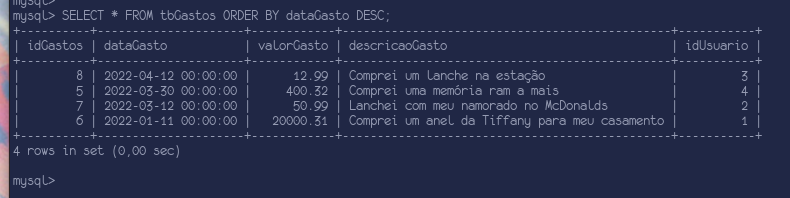 mysql>
mysql> SELECT * FROM tbGastos ORDER BY dataGasto DESC;
+----------+---------------------+------------+-------------------------------------------+-----------+
| idGastos | dataGasto           | valorGasto | descricaoGasto                            | idUsuario |
+----------+---------------------+------------+-------------------------------------------+-----------+
|        8 | 2022-04-12 00:00:00 |      12.99 | Comprei um lanche na estação              |         3 |
|        5 | 2022-03-30 00:00:00 |     400.32 | Comprei uma memória ram a mais            |         4 |
|        7 | 2022-03-12 00:00:00 |      50.99 | Lanchei com meu namorado no McDonalds     |         2 |
|        6 | 2022-01-11 00:00:00 |   20000.31 | Comprei um anel da Tiffany para meu casamento |         1 |
+----------+---------------------+------------+-------------------------------------------+-----------+
4 rows in set (0,00 sec)
mysql>